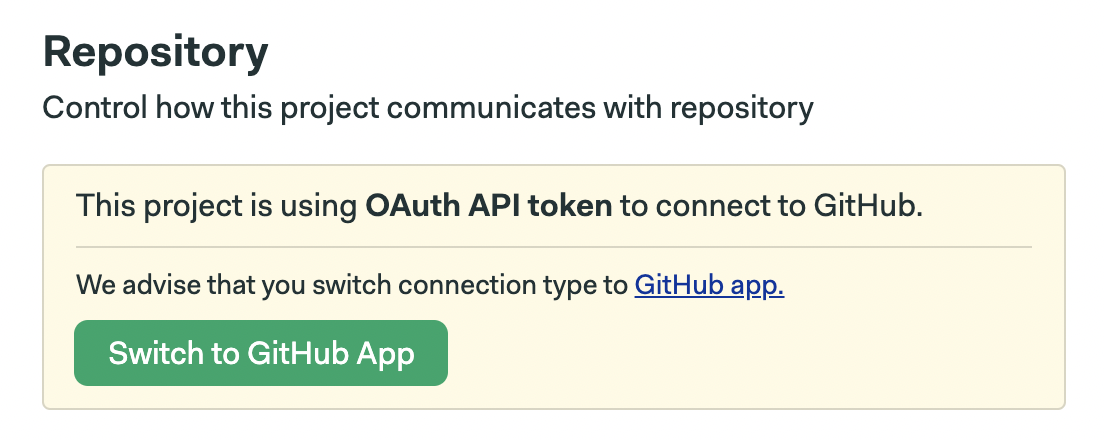 Repository
Control how this project communicates with repository
This project is using OAuth API token to connect to GitHub.
We advise that you switch connection type to GitHub app.
Switch to GitHub App